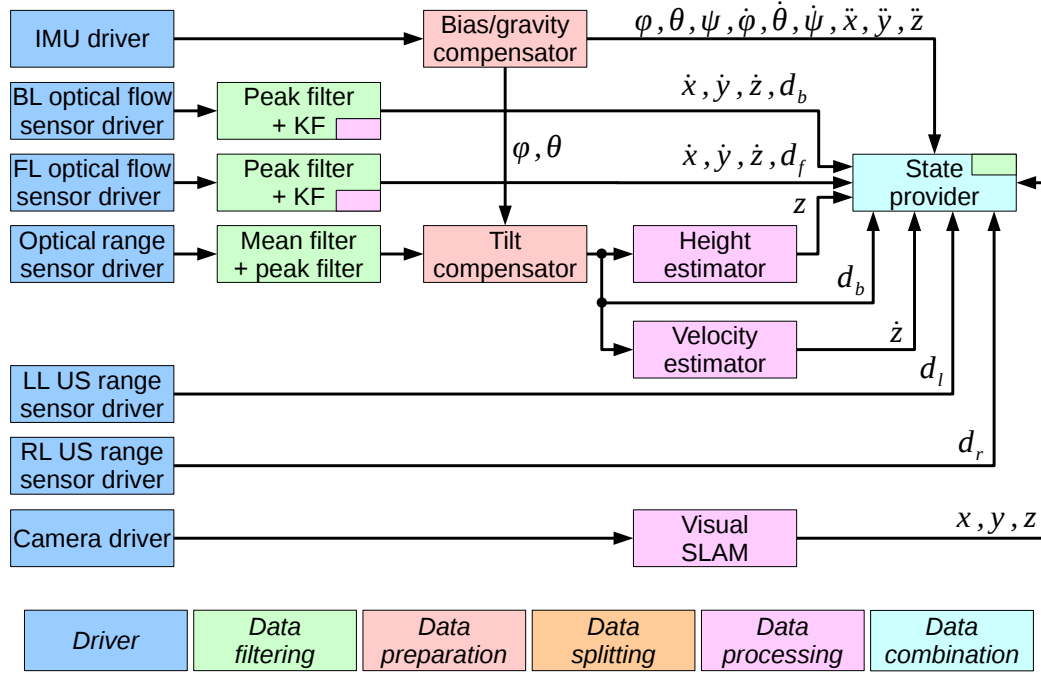 IMU driver
Bias/gravity
compensator
φ, θ, ψ, φ̇, θ̇, ψ̇, ẍ, ÿ, z̈
BL optical flow
sensor driver
Peak filter
+ KF
ẋ, ẏ, ż, d_b
φ, θ
FL optical flow
sensor driver
Peak filter
+ KF
ẋ, ẏ, ż, d_f
State
provider
Optical range
sensor driver
Mean filter
+ peak filter
Tilt
compensator
Height
estimator
z
d_b
Velocity
estimator
ż
LL US range
sensor driver
d_l
RL US range
sensor driver
d_r
Camera driver
Visual
SLAM
x, y, z
Driver
Data
filtering
Data
preparation
Data
splitting
Data
processing
Data
combination